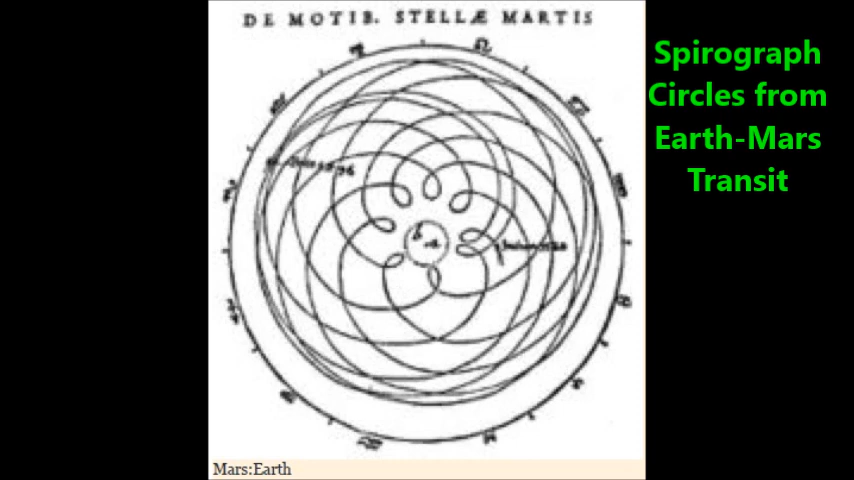 DE MOTIB. STELLÆ MARTIS
Spirograph
Circles from
Earth-Mars
Transit
Mars:Earth